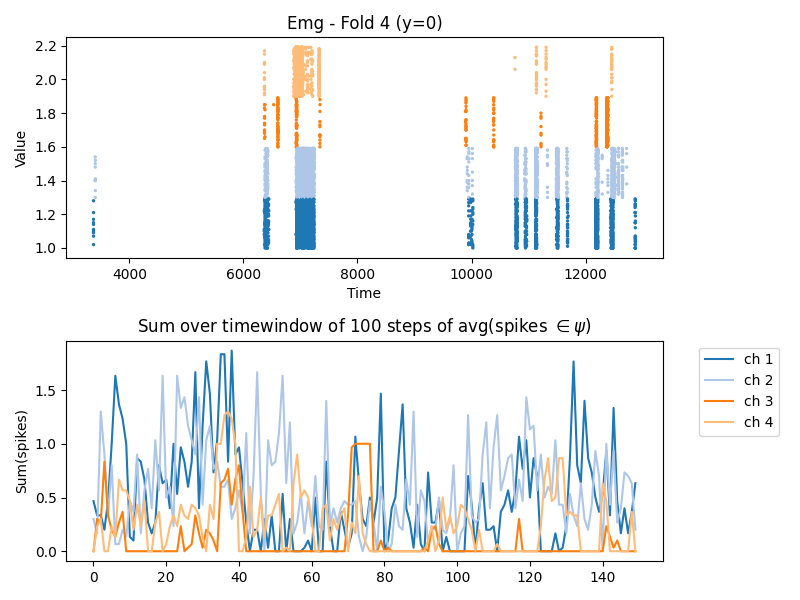 Emg - Fold 4 (y=0)
Value
2.2
2.0
1.8
1.6
1.4
1.2
1.0
4000 6000 8000 10000 12000
Time
Sum over timewindow of 100 steps of avg(spikes ∈ ψ)
Sum(spikes)
1.5
1.0
0.5
0.0
0 20 40 60 80 100 120 140
ch 1
ch 2
ch 3
ch 4